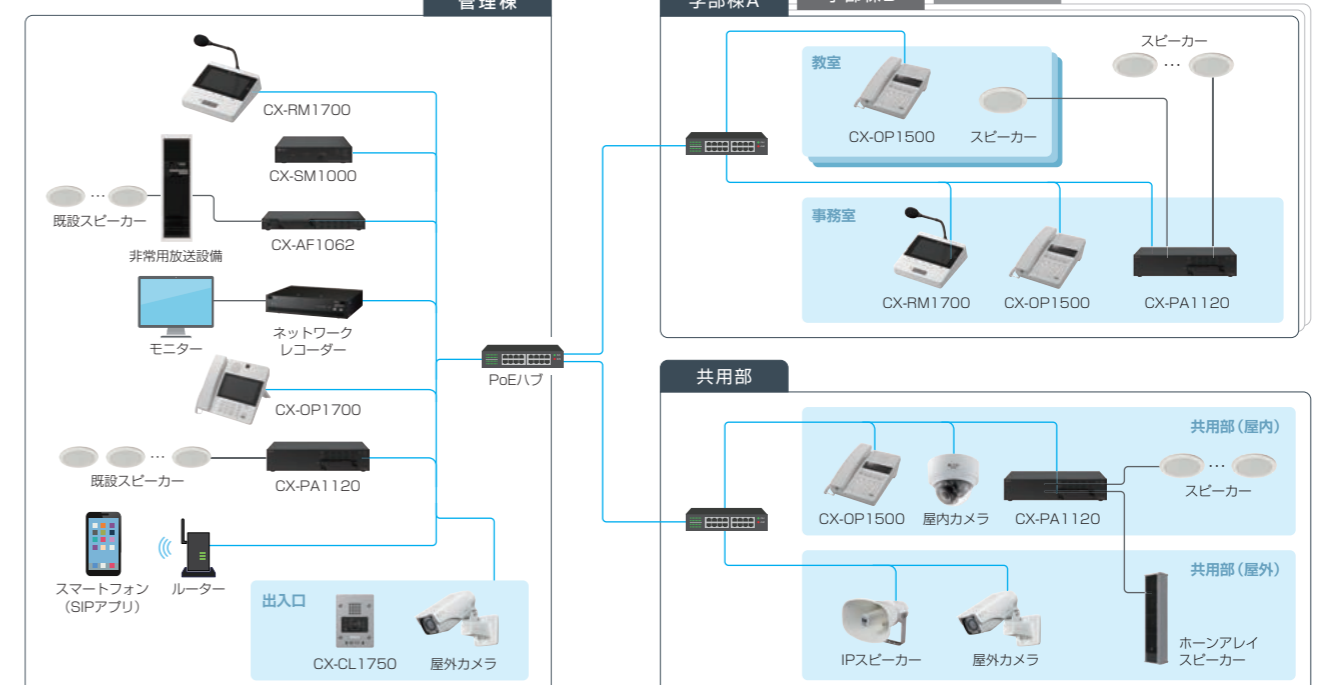 管理棟
CX-RM1700
CX-SM1000
…
既設スピーカー
CX-AF1062
非常用放送設備
モニター
ネットワーク
レコーダー
CX-OP1700
…
既設スピーカー
CX-PA1120
スマートフォン
(SIPアプリ)
ルーター
出入口
CX-CL1750
屋外カメラ
PoEハブ
学部棟A
教室
CX-OP1500
スピーカー
スピーカー
…
事務室
CX-RM1700
CX-OP1500
CX-PA1120
共用部
共用部(屋内)
CX-OP1500
屋内カメラ
CX-PA1120
…
スピーカー
共用部(屋外)
IPスピーカー
屋外カメラ
ホーンアレイ
スピーカー